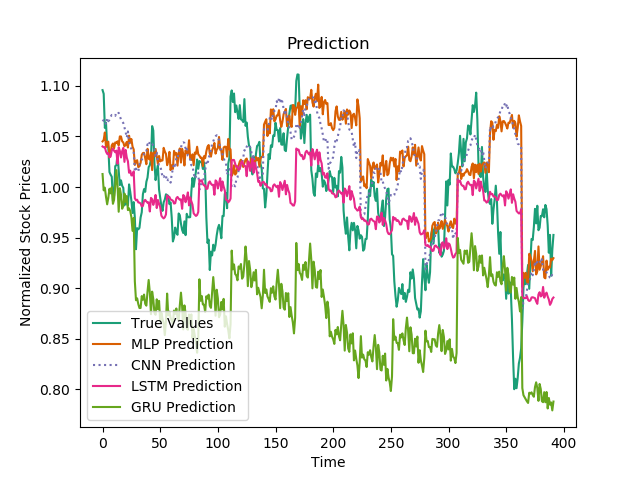 Prediction
Normalized Stock Prices
1.10
1.05
1.00
0.95
0.90
0.85
0.80
True Values
MLP Prediction
CNN Prediction
LSTM Prediction
GRU Prediction
0 50 100 150 200 250 300 350 400
Time